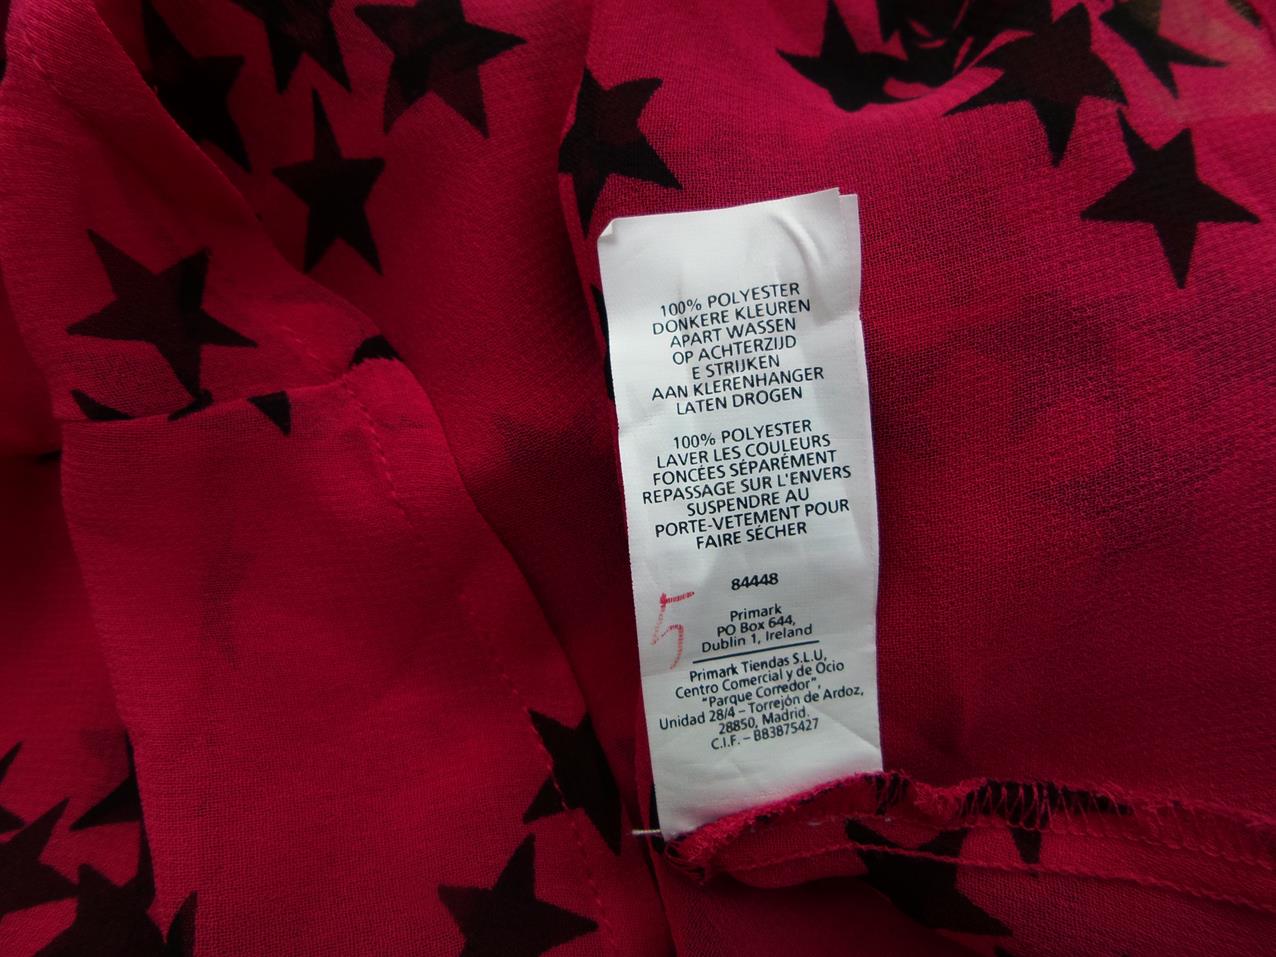 100% POLYESTER
DONKERE KLEUREN
APART WASSEN
OP ACHTERZIJD
E STRIJKEN
AAN KLERENHANGER
LATEN DROGEN
100% POLYESTER
LAVER LES COULEURS
FONCÉES SÉPARÉMENT
REPASSAGE SUR L'ENVERS
SUSPENDRE AU
PORTE-VETEMENT POUR
FAIRE SÉCHER
84448
5
Primark
PO Box 644,
Dublin 1, Ireland
Primark Tiendas S.L.U,
Centro Comercial y de Ocio
"Parque Corredor",
Unidad 28/4 – Torrejón de Ardoz,
28850, Madrid.
C.I.F. – B83875427